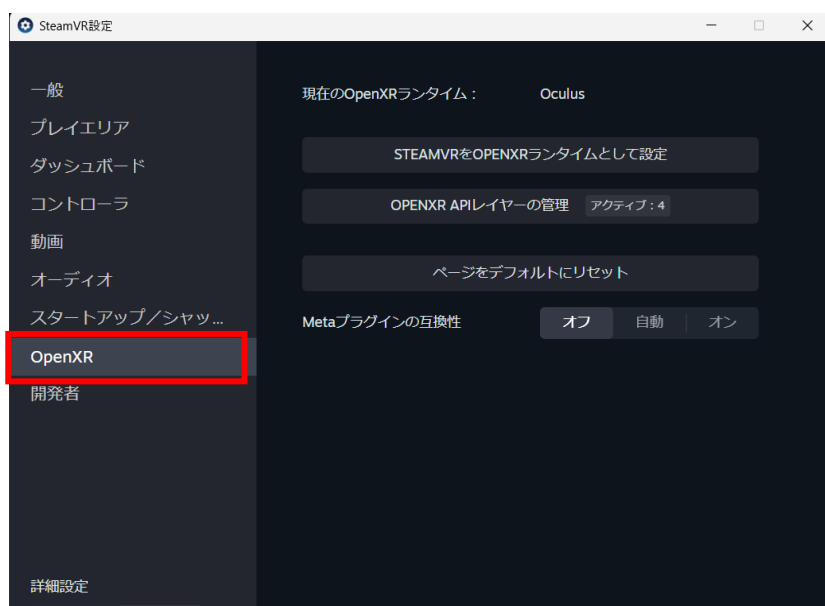 SteamVR設定
一般
プレイエリア
ダッシュボード
コントローラ
動画
オーディオ
スタートアップ／シャッ...
OpenXR
開発者
詳細設定
現在のOpenXRランタイム： Oculus
STEAMVRをOPENXRランタイムとして設定
OPENXR APIレイヤーの管理 アクティブ：4
ページをデフォルトにリセット
Metaプラグインの互換性 オフ 自動 オン